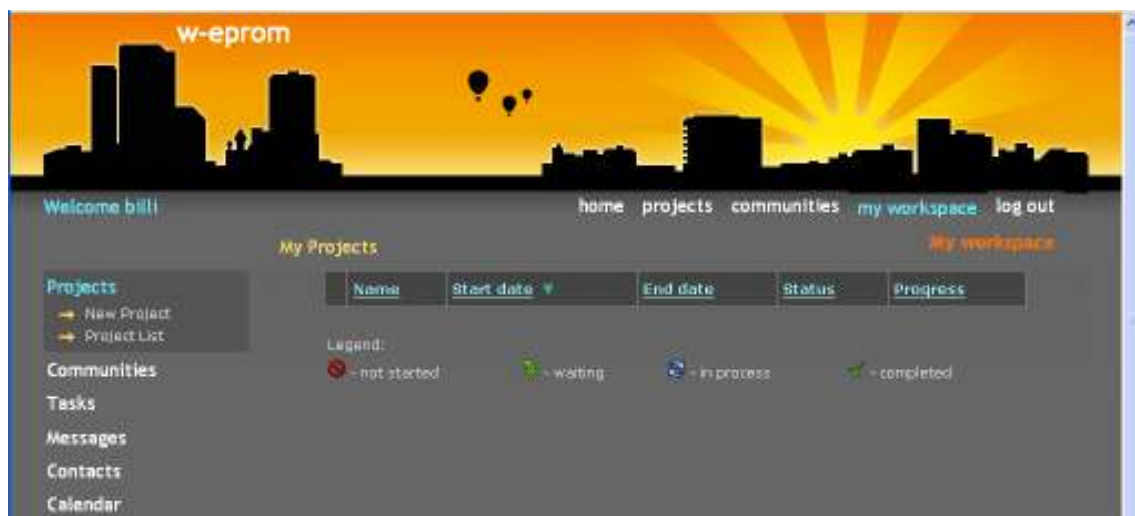 w-eprom
Welcome billi
home projects communities my workspace log out
My workspace
My Projects
Projects
New Project
Project List
Communities
Tasks
Messages
Contacts
Calendar
Name Start date End date Status Progress
Legend:
- not started - waiting - in process - completed